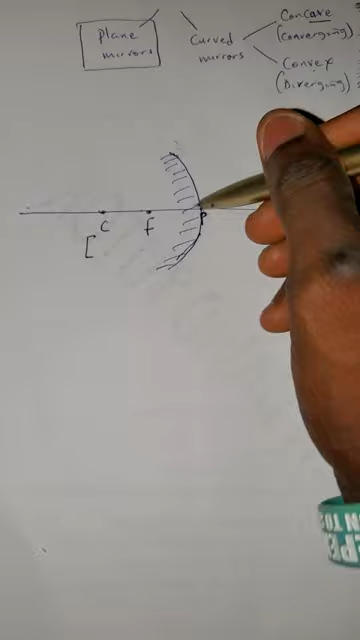 Plane
mirrors
Curved
mirrors
Concave
(Converging)
Convex
(Diverging)
C
F
P